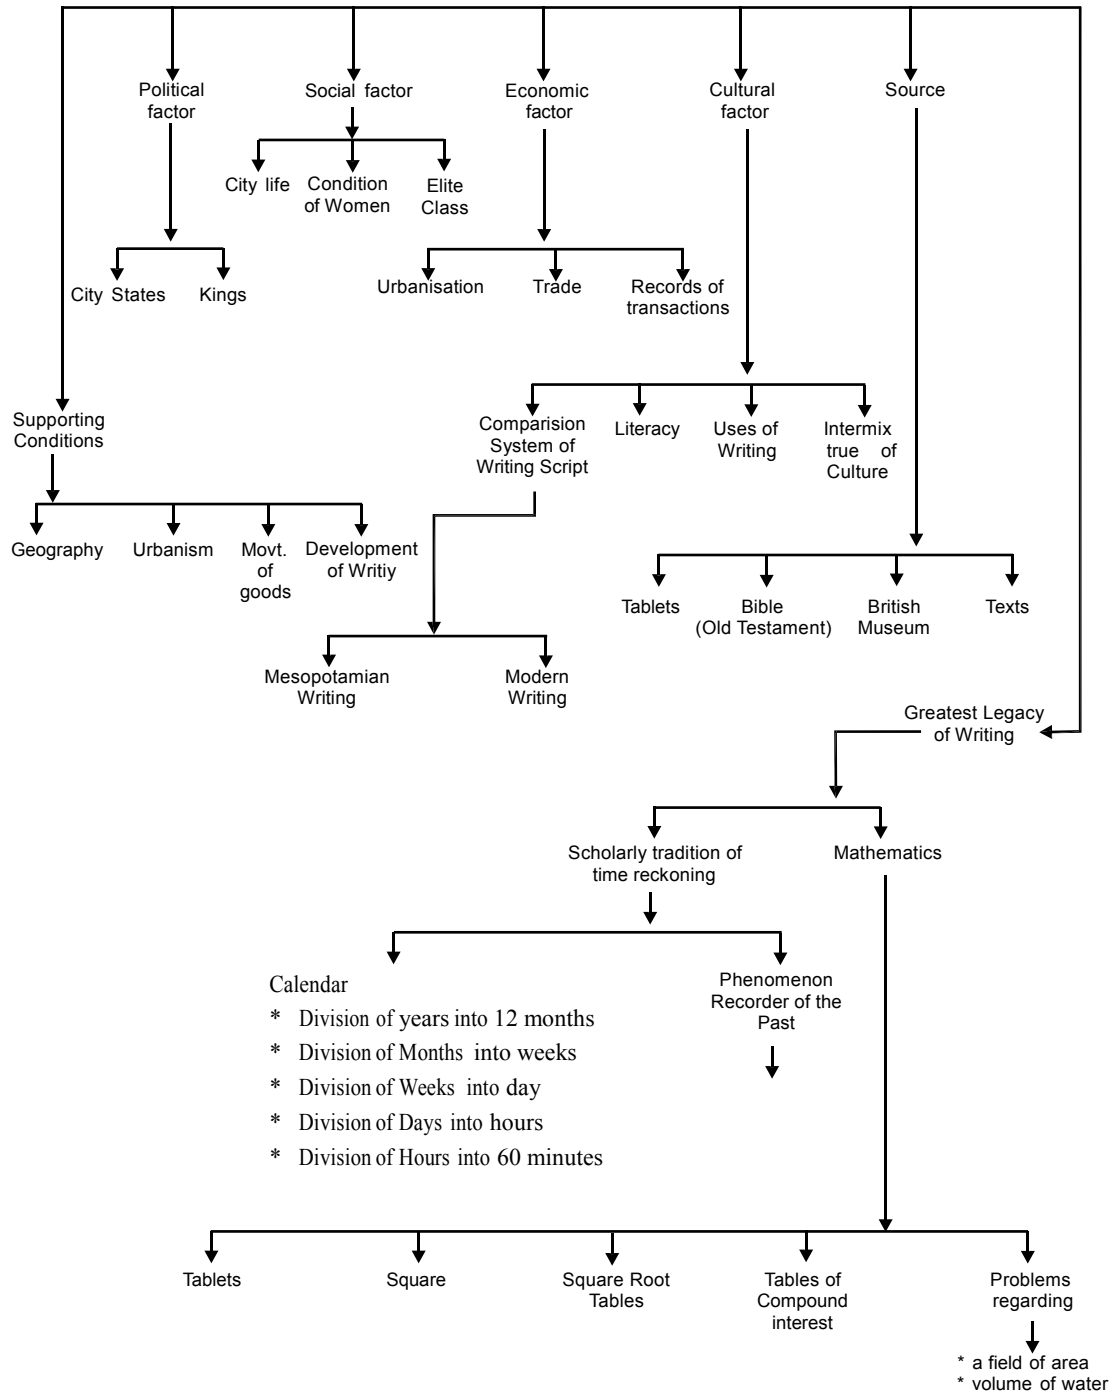 Political
factor
Social factor
Economic
factor
Cultural
factor
Source
City life
Condition
of Women
Elite
Class
City States
Kings
Urbanisation
Trade
Records of
transactions
Supporting
Conditions
Comparision
System of
Writing Script
Literacy
Uses of
Writing
Intermix
true of
Culture
Geography
Urbanism
Movt.
of
goods
Development
of Writiy
Tablets
Bible
(Old Testament)
British
Museum
Texts
Mesopotamian
Writing
Modern
Writing
Greatest Legacy
of Writing
Scholarly tradition of
time reckoning
Mathematics
Calendar
* Division of years into 12 months
* Division of Months into weeks
* Division of Weeks into day
* Division of Days into hours
* Division of Hours into 60 minutes
Phenomenon
Recorder of the
Past
Tablets
Square
Square Root
Tables
Tables of
Compound
interest
Problems
regarding
* a field of area
* volume of water